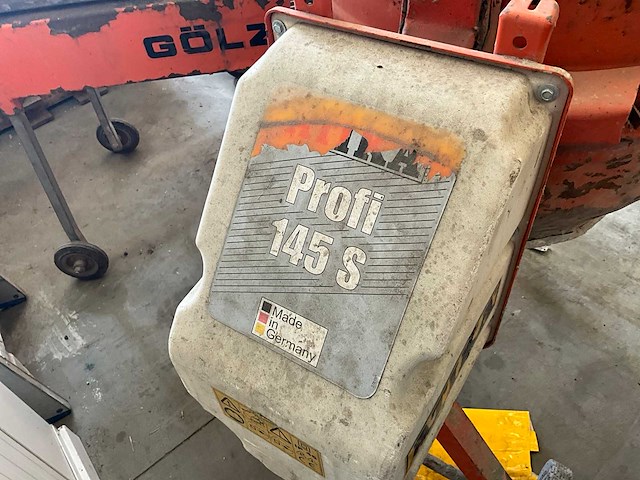 GÖLZ
Profi
145 S
Made
in
Germany